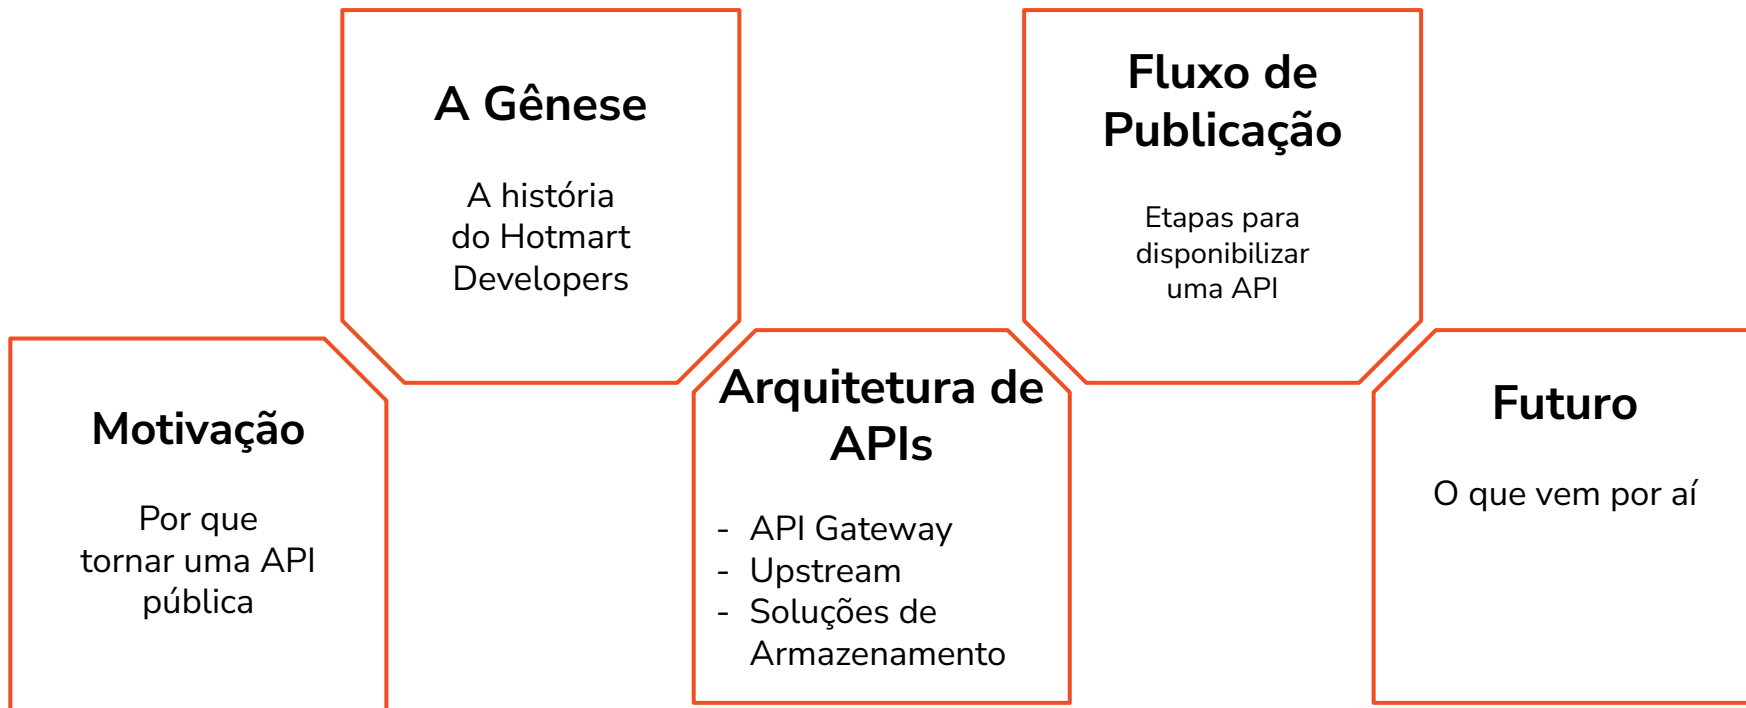 Motivação
Por que
tornar uma API
pública
A Gênese
A história
do Hotmart
Developers
Arquitetura de
APIs
- API Gateway
- Upstream
- Soluções de
Armazenamento
Fluxo de
Publicação
Etapas para
disponibilizar
uma API
Futuro
O que vem por aí